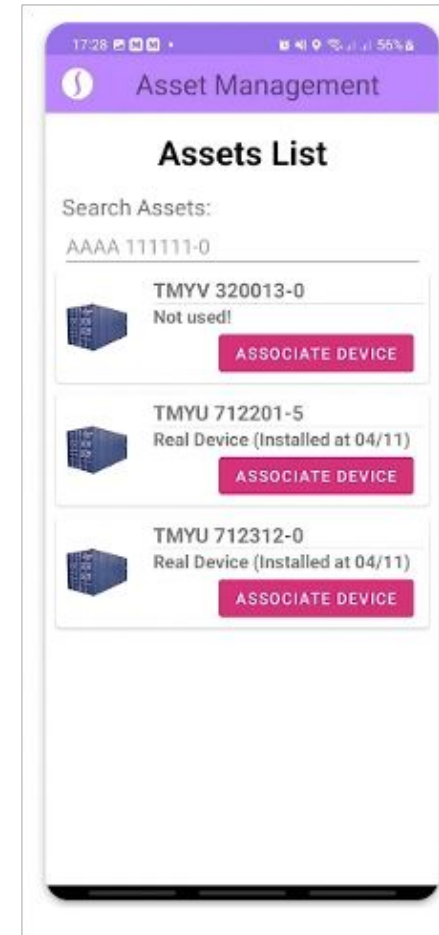 17:28 M M •
56%
Asset Management
Assets List
Search Assets:
AAAA 111111-0
TMYV 320013-0
Not used!
ASSOCIATE DEVICE
TMYU 712201-5
Real Device (Installed at 04/11)
ASSOCIATE DEVICE
TMYU 712312-0
Real Device (Installed at 04/11)
ASSOCIATE DEVICE